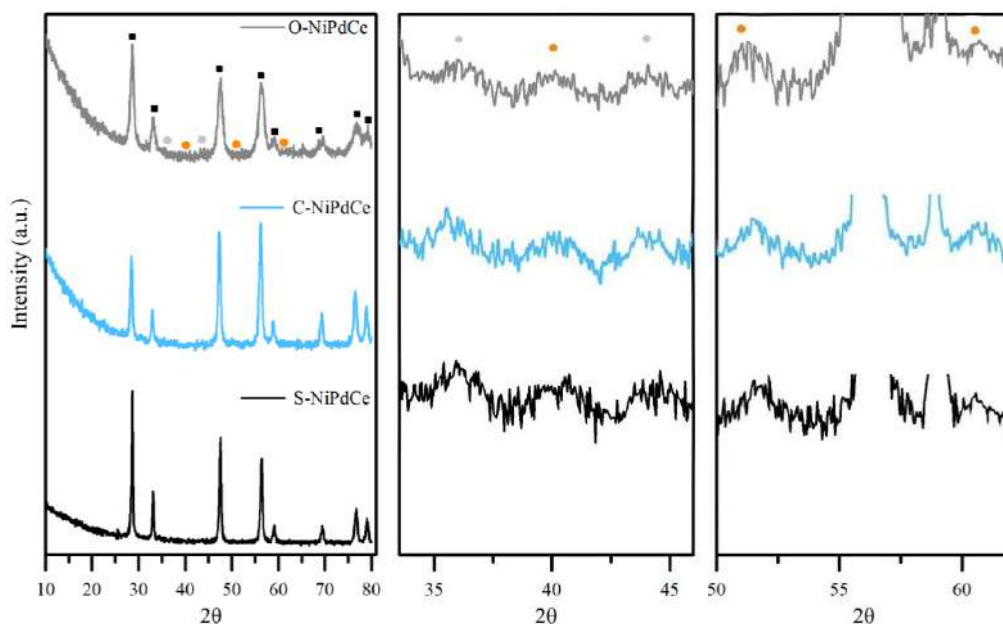 O-NiPdCe
C-NiPdCe
S-NiPdCe
Intensity (a.u.)
10 20 30 40 50 60 70 80
2θ
35 40 45
2θ
50 55 60
2θ